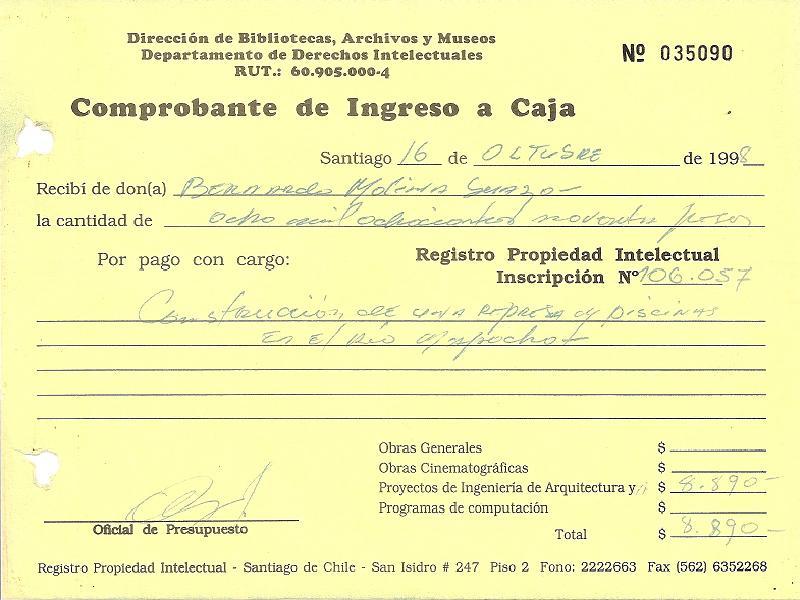 Dirección de Bibliotecas, Archivos y Museos
Departamento de Derechos Intelectuales
RUT.: 60.905.000-4
Nº 035090
Comprobante de Ingreso a Caja
Santiago 16 de OCTUBRE de 1998
Recibí de don(a) BERNARDO Molina
la cantidad de ocho mil ochocientos noventa pesos
Por pago con cargo: Registro Propiedad Intelectual
Inscripción Nº 106.057
Construcción de una represa y piscinas
En el Río Mapocho
Obras Generales $
Obras Cinematográficas $
Proyectos de Ingeniería de Arquitectura y $ 8.890-
Programas de computación $
Oficial de Presupuesto
Total $ 8.890-
Registro Propiedad Intelectual - Santiago de Chile - San Isidro # 247 Piso 2 Fono: 2222663 Fax (562) 6352268